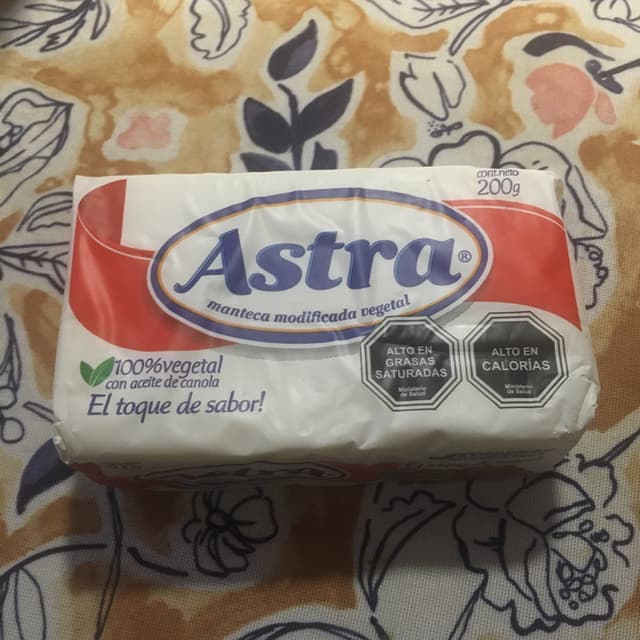 cont.neto
200g
Astra®
manteca modificada vegetal
100%vegetal
con aceite de canola
El toque de sabor!
ALTO EN
GRASAS
SATURADAS
Ministerio
de Salud
ALTO EN
CALORÍAS
Ministerio
de Salud